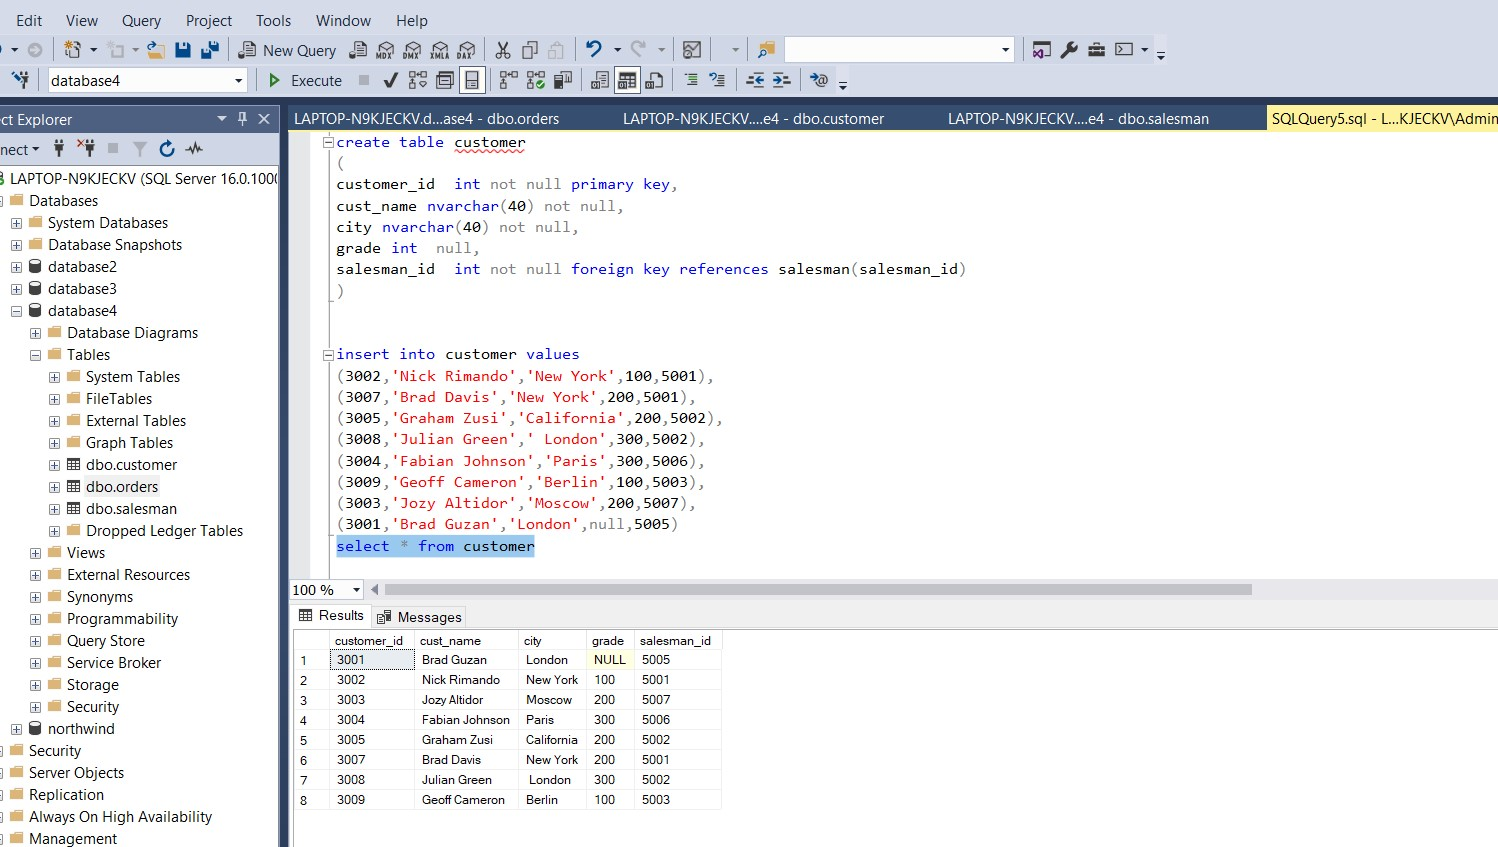 Edit View Query Project Tools Window Help
New Query MDX DMX XMLA DAX
database4 Execute
ct Explorer
LAPTOP-N9KJECKV.d...ase4 - dbo.orders LAPTOP-N9KJECKV....e4 - dbo.customer LAPTOP-N9KJECKV....e4 - dbo.salesman SQLQuery5.sql - L...KJECKV\Admin
nect
LAPTOP-N9KJECKV (SQL Server 16.0.100
Databases
System Databases
Database Snapshots
database2
database3
database4
Database Diagrams
Tables
System Tables
FileTables
External Tables
Graph Tables
dbo.customer
dbo.orders
dbo.salesman
Dropped Ledger Tables
Views
External Resources
Synonyms
Programmability
Query Store
Service Broker
Storage
Security
northwind
Security
Server Objects
Replication
Always On High Availability
Management
create table customer
(
customer_id  int not null primary key,
cust_name nvarchar(40) not null,
city nvarchar(40) not null,
grade int  null,
salesman_id  int not null foreign key references salesman(salesman_id)
)
insert into customer values
(3002,'Nick Rimando','New York',100,5001),
(3007,'Brad Davis','New York',200,5001),
(3005,'Graham Zusi','California',200,5002),
(3008,'Julian Green',' London',300,5002),
(3004,'Fabian Johnson','Paris',300,5006),
(3009,'Geoff Cameron','Berlin',100,5003),
(3003,'Jozy Altidor','Moscow',200,5007),
(3001,'Brad Guzan','London',null,5005)
select * from customer
100 %
Results Messages
customer_id cust_name city grade salesman_id
1 3001 Brad Guzan London NULL 5005
2 3002 Nick Rimando New York 100 5001
3 3003 Jozy Altidor Moscow 200 5007
4 3004 Fabian Johnson Paris 300 5006
5 3005 Graham Zusi California 200 5002
6 3007 Brad Davis New York 200 5001
7 3008 Julian Green London 300 5002
8 3009 Geoff Cameron Berlin 100 5003